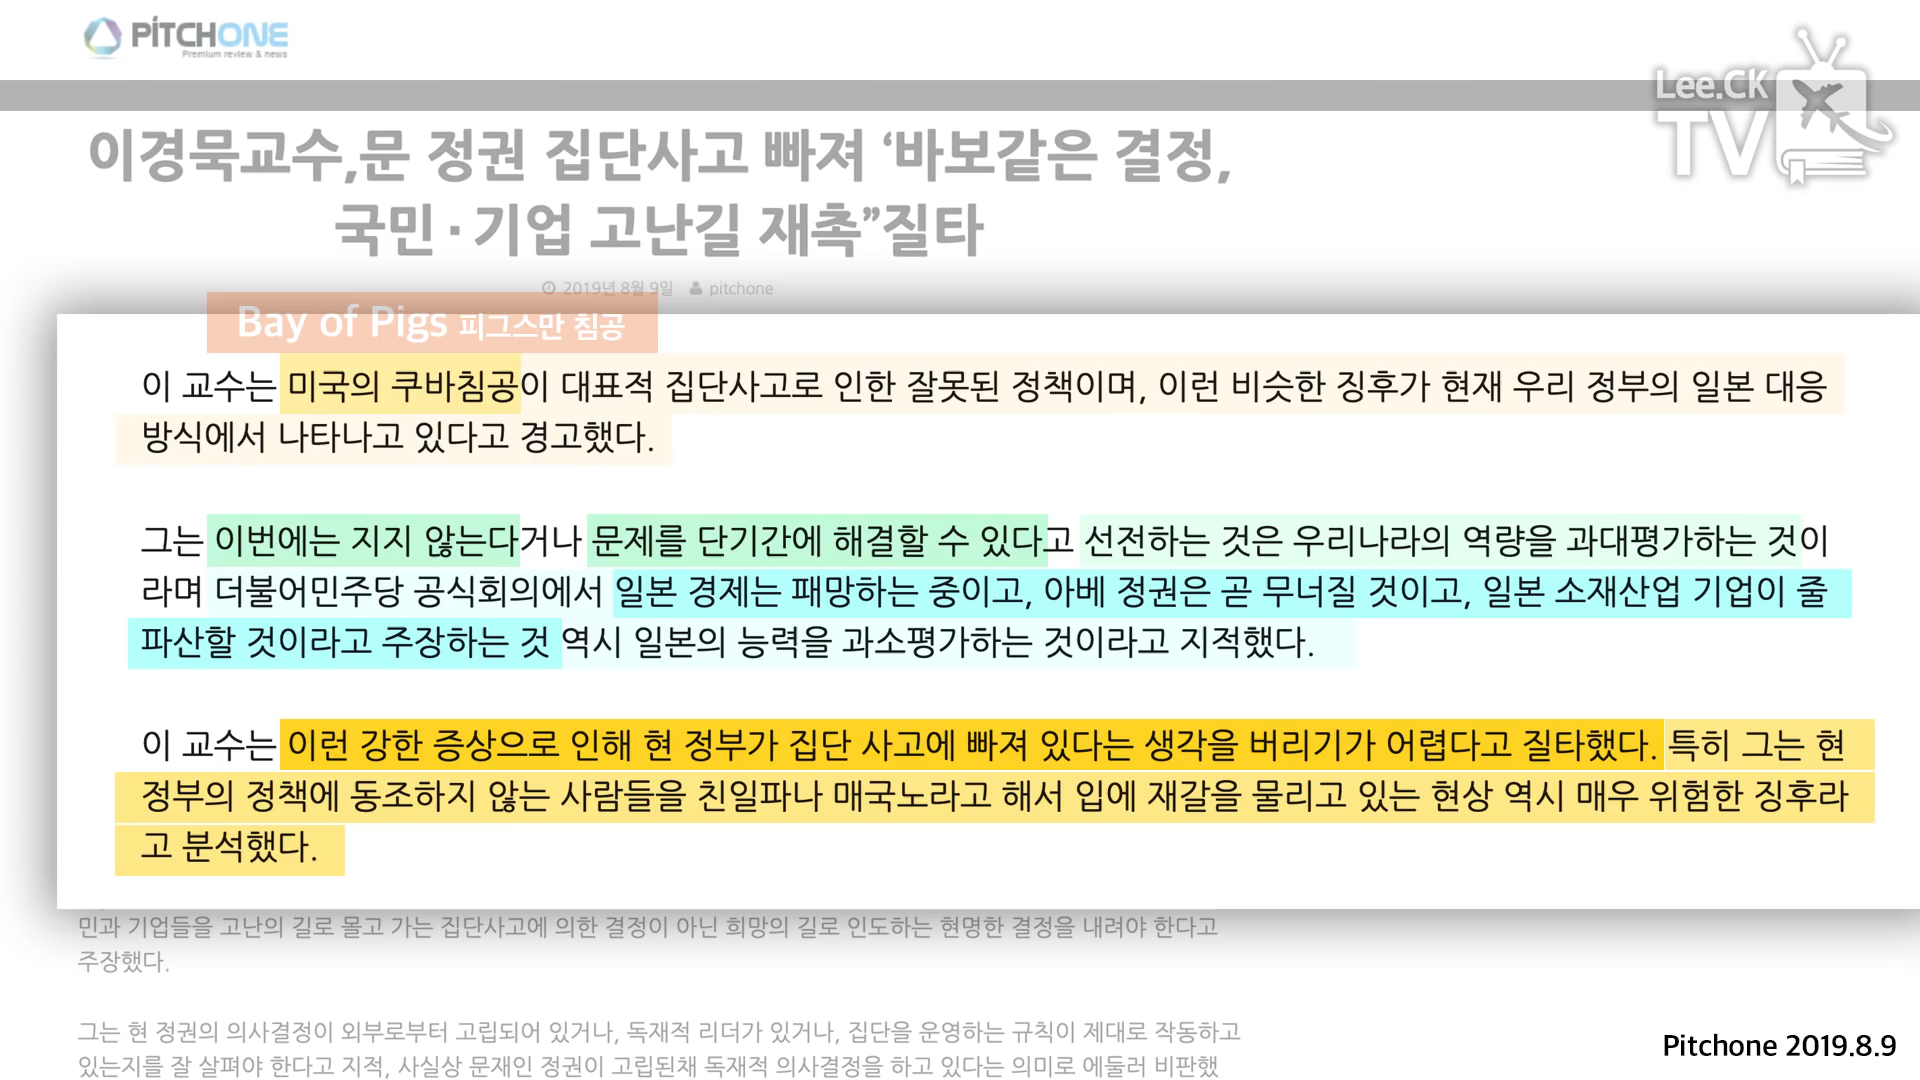 PITCHONE
Premium review & news
Lee.CK
TV
이경묵교수,문 정권 집단사고 빠져 ‘바보같은 결정,
국민·기업 고난길 재촉”질타
2019년 8월 9일 pitchone
Bay of Pigs 피그스만 침공
이 교수는 미국의 쿠바침공이 대표적 집단사고로 인한 잘못된 정책이며, 이런 비슷한 징후가 현재 우리 정부의 일본 대응
방식에서 나타나고 있다고 경고했다.
그는 이번에는 지지 않는다거나 문제를 단기간에 해결할 수 있다고 선전하는 것은 우리나라의 역량을 과대평가하는 것이
라며 더불어민주당 공식회의에서 일본 경제는 패망하는 중이고, 아베 정권은 곧 무너질 것이고, 일본 소재산업 기업이 줄
파산할 것이라고 주장하는 것 역시 일본의 능력을 과소평가하는 것이라고 지적했다.
이 교수는 이런 강한 증상으로 인해 현 정부가 집단 사고에 빠져 있다는 생각을 버리기가 어렵다고 질타했다. 특히 그는 현
정부의 정책에 동조하지 않는 사람들을 친일파나 매국노라고 해서 입에 재갈을 물리고 있는 현상 역시 매우 위험한 징후라
고 분석했다.
민과 기업들을 고난의 길로 몰고 가는 집단사고에 의한 결정이 아닌 희망의 길로 인도하는 현명한 결정을 내려야 한다고
주장했다.
그는 현 정권의 의사결정이 외부로부터 고립되어 있거나, 독재적 리더가 있거나, 집단을 운영하는 규칙이 제대로 작동하고
있는지를 잘 살펴야 한다고 지적, 사실상 문재인 정권이 고립된채 독재적 의사결정을 하고 있다는 의미로 에둘러 비판했
Pitchone 2019.8.9